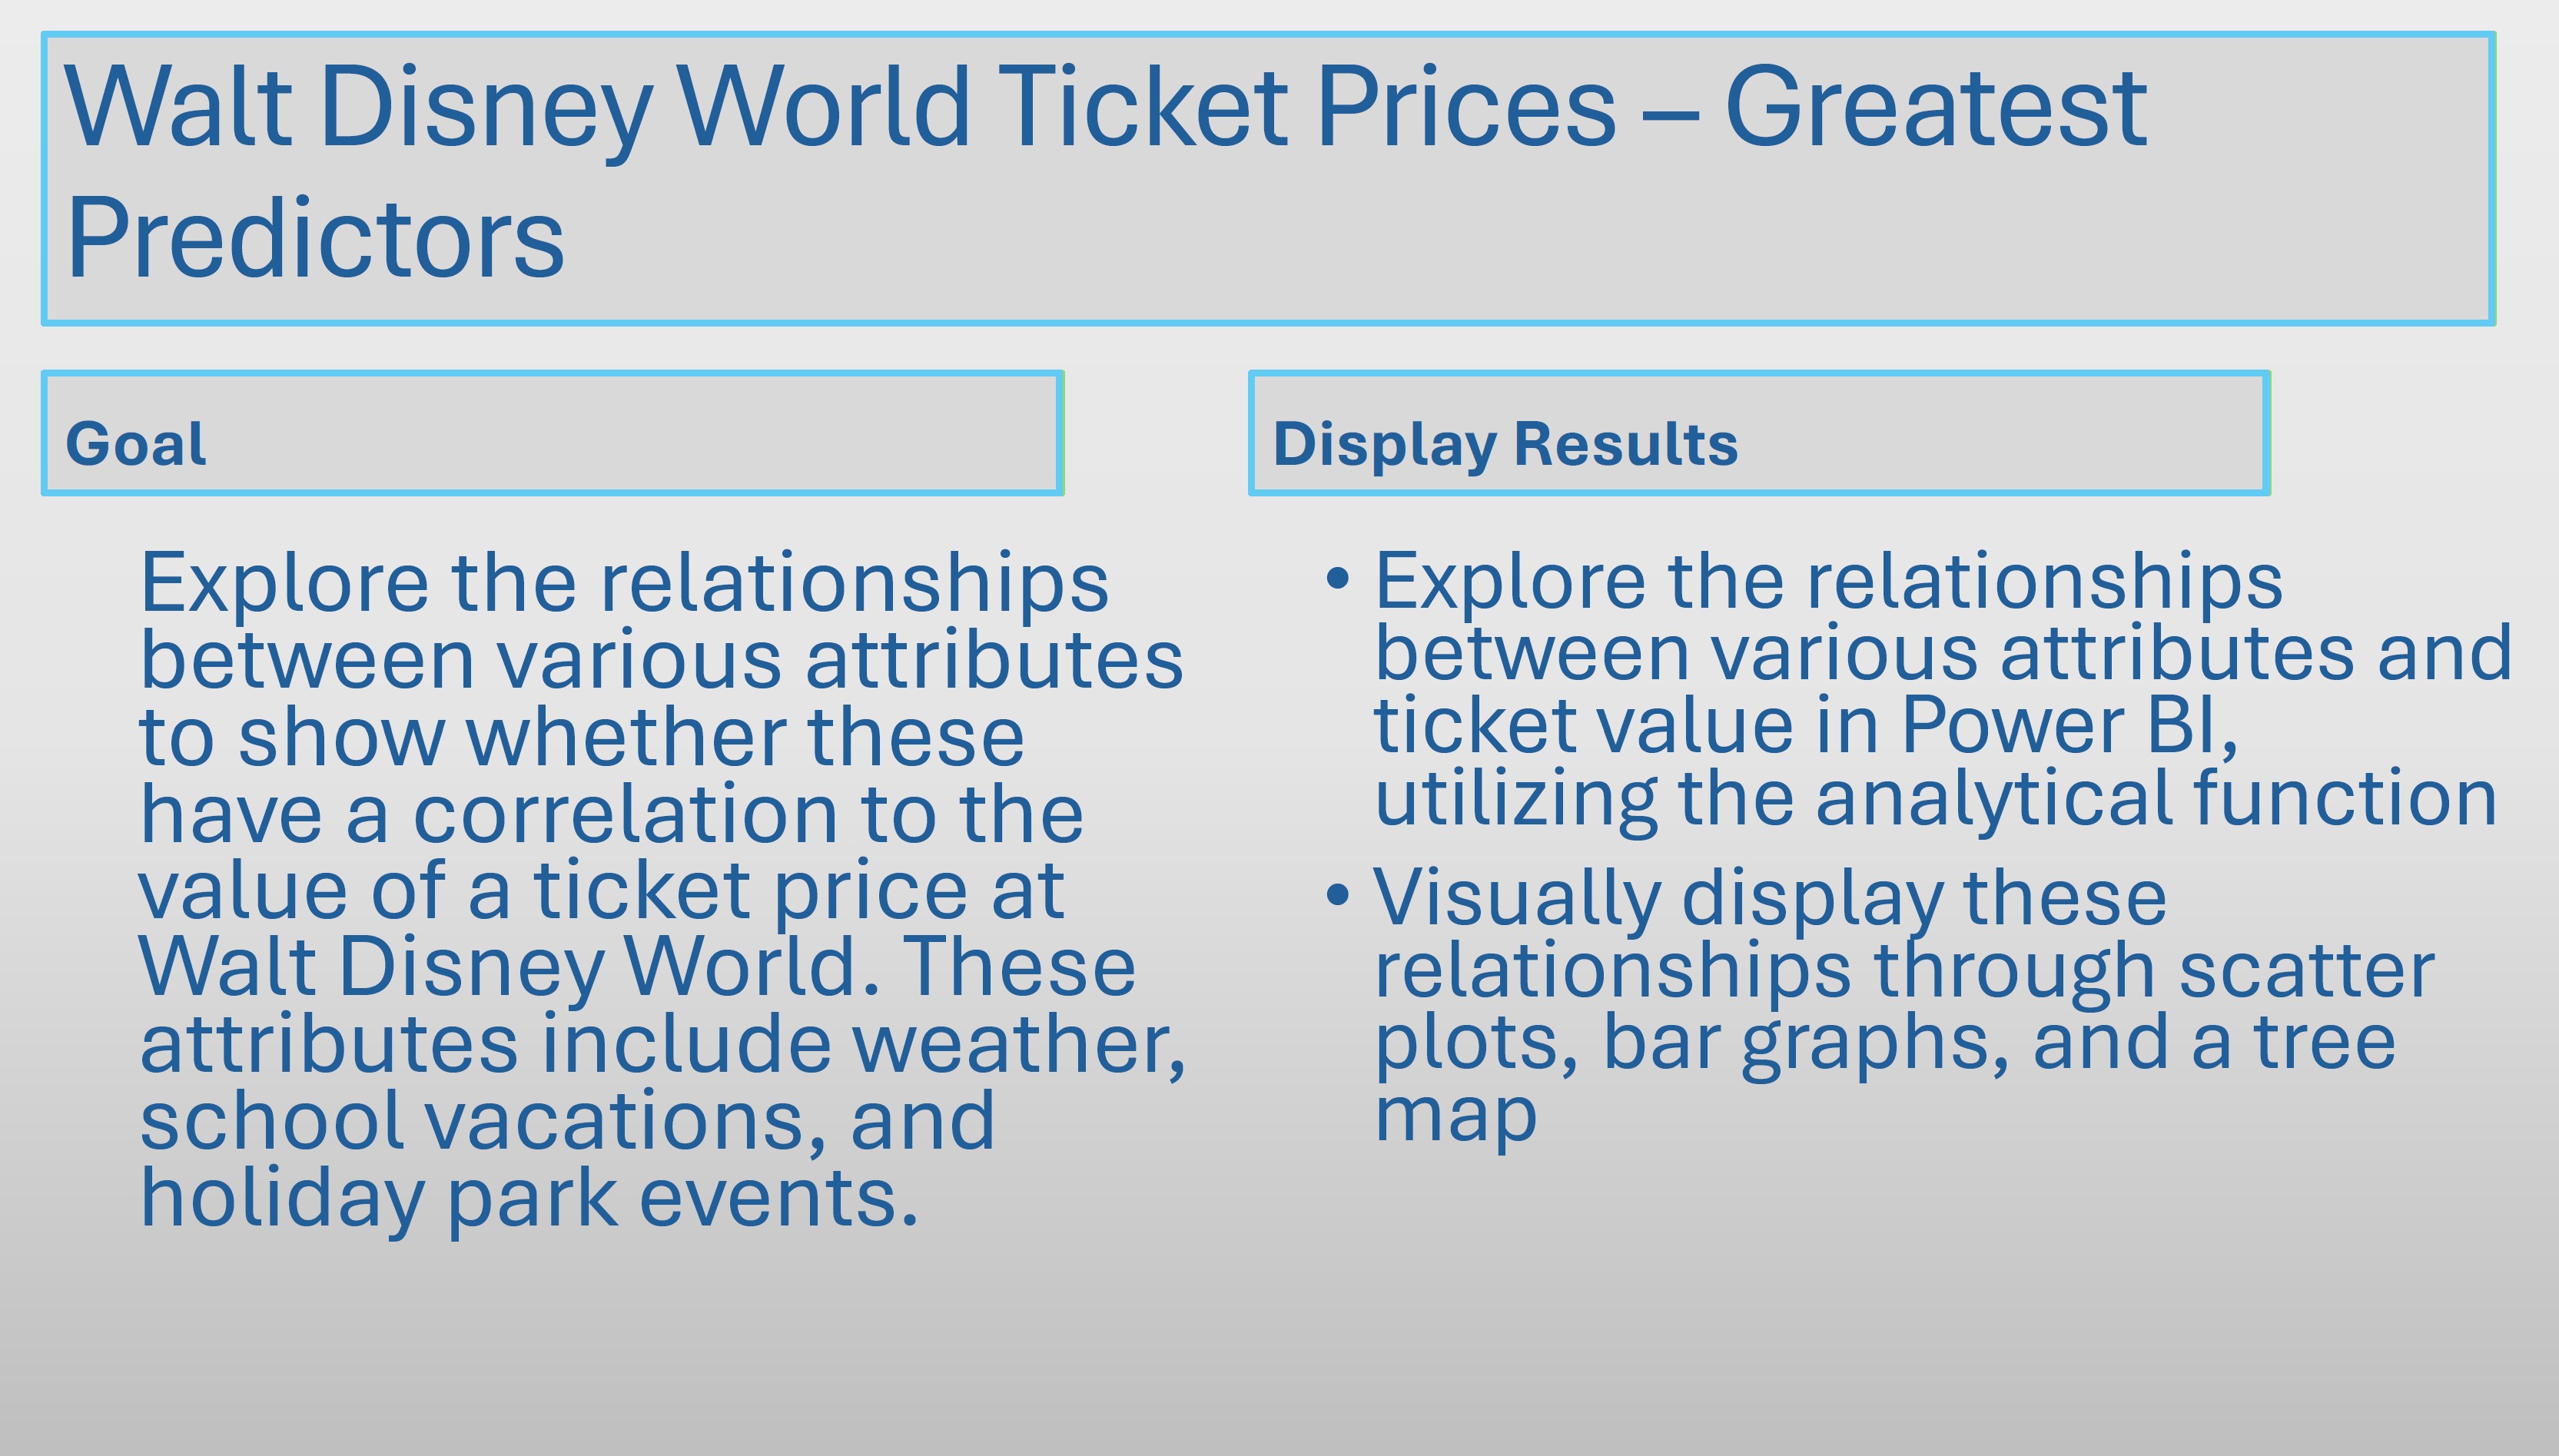 Walt Disney World Ticket Prices – Greatest
Predictors
Goal
Explore the relationships
between various attributes
to show whether these
have a correlation to the
value of a ticket price at
Walt Disney World. These
attributes include weather,
school vacations, and
holiday park events.
Display Results
• Explore the relationships
between various attributes and
ticket value in Power BI,
utilizing the analytical function
• Visually display these
relationships through scatter
plots, bar graphs, and a tree
map